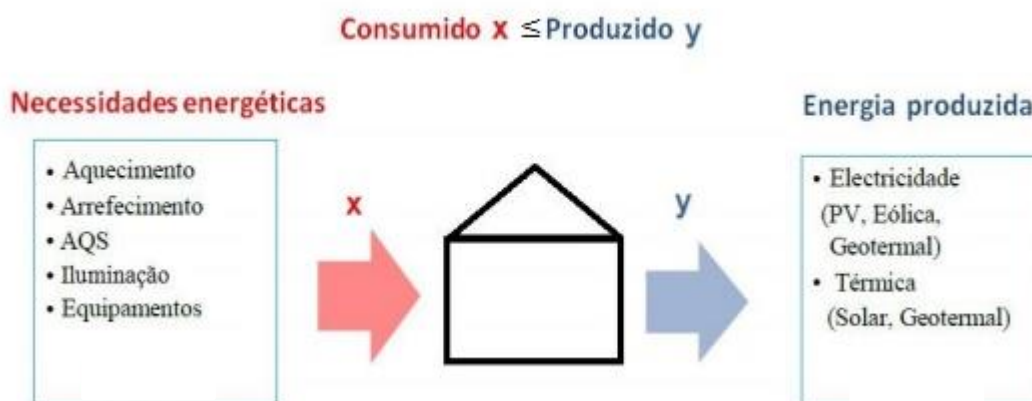 Consumido x ≤ Produzido y
Necessidades energéticas
• Aquecimento
• Arrefecimento
• AQS
• Iluminação
• Equipamentos
x
y
Energia produzida
• Electricidade
(PV, Eólica,
Geotermal)
• Térmica
(Solar, Geotermal)